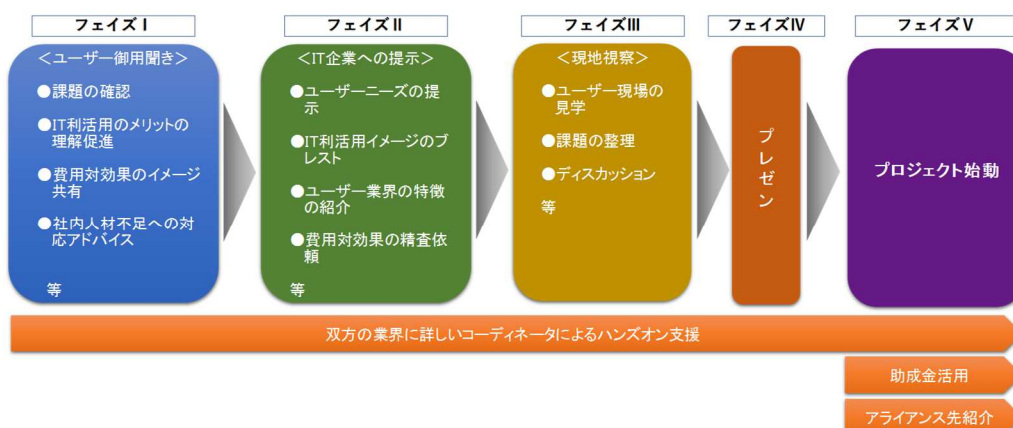 フェイズⅠ
フェイズⅡ
フェイズⅢ
フェイズⅣ
フェイズⅤ
＜ユーザー御用聞き＞
●課題の確認
●IT利活用のメリットの
理解促進
●費用対効果のイメージ
共有
●社内人材不足への対
応アドバイス
等
＜IT企業への提示＞
●ユーザーニーズの提
示
●IT利活用イメージのブ
レスト
●ユーザー業界の特徴
の紹介
●費用対効果の精査依
頼
等
＜現地視察＞
●ユーザー現場の
見学
●課題の整理
●ディスカッション
等
プレゼン
プロジェクト始動
双方の業界に詳しいコーディネータによるハンズオン支援
助成金活用
アライアンス先紹介